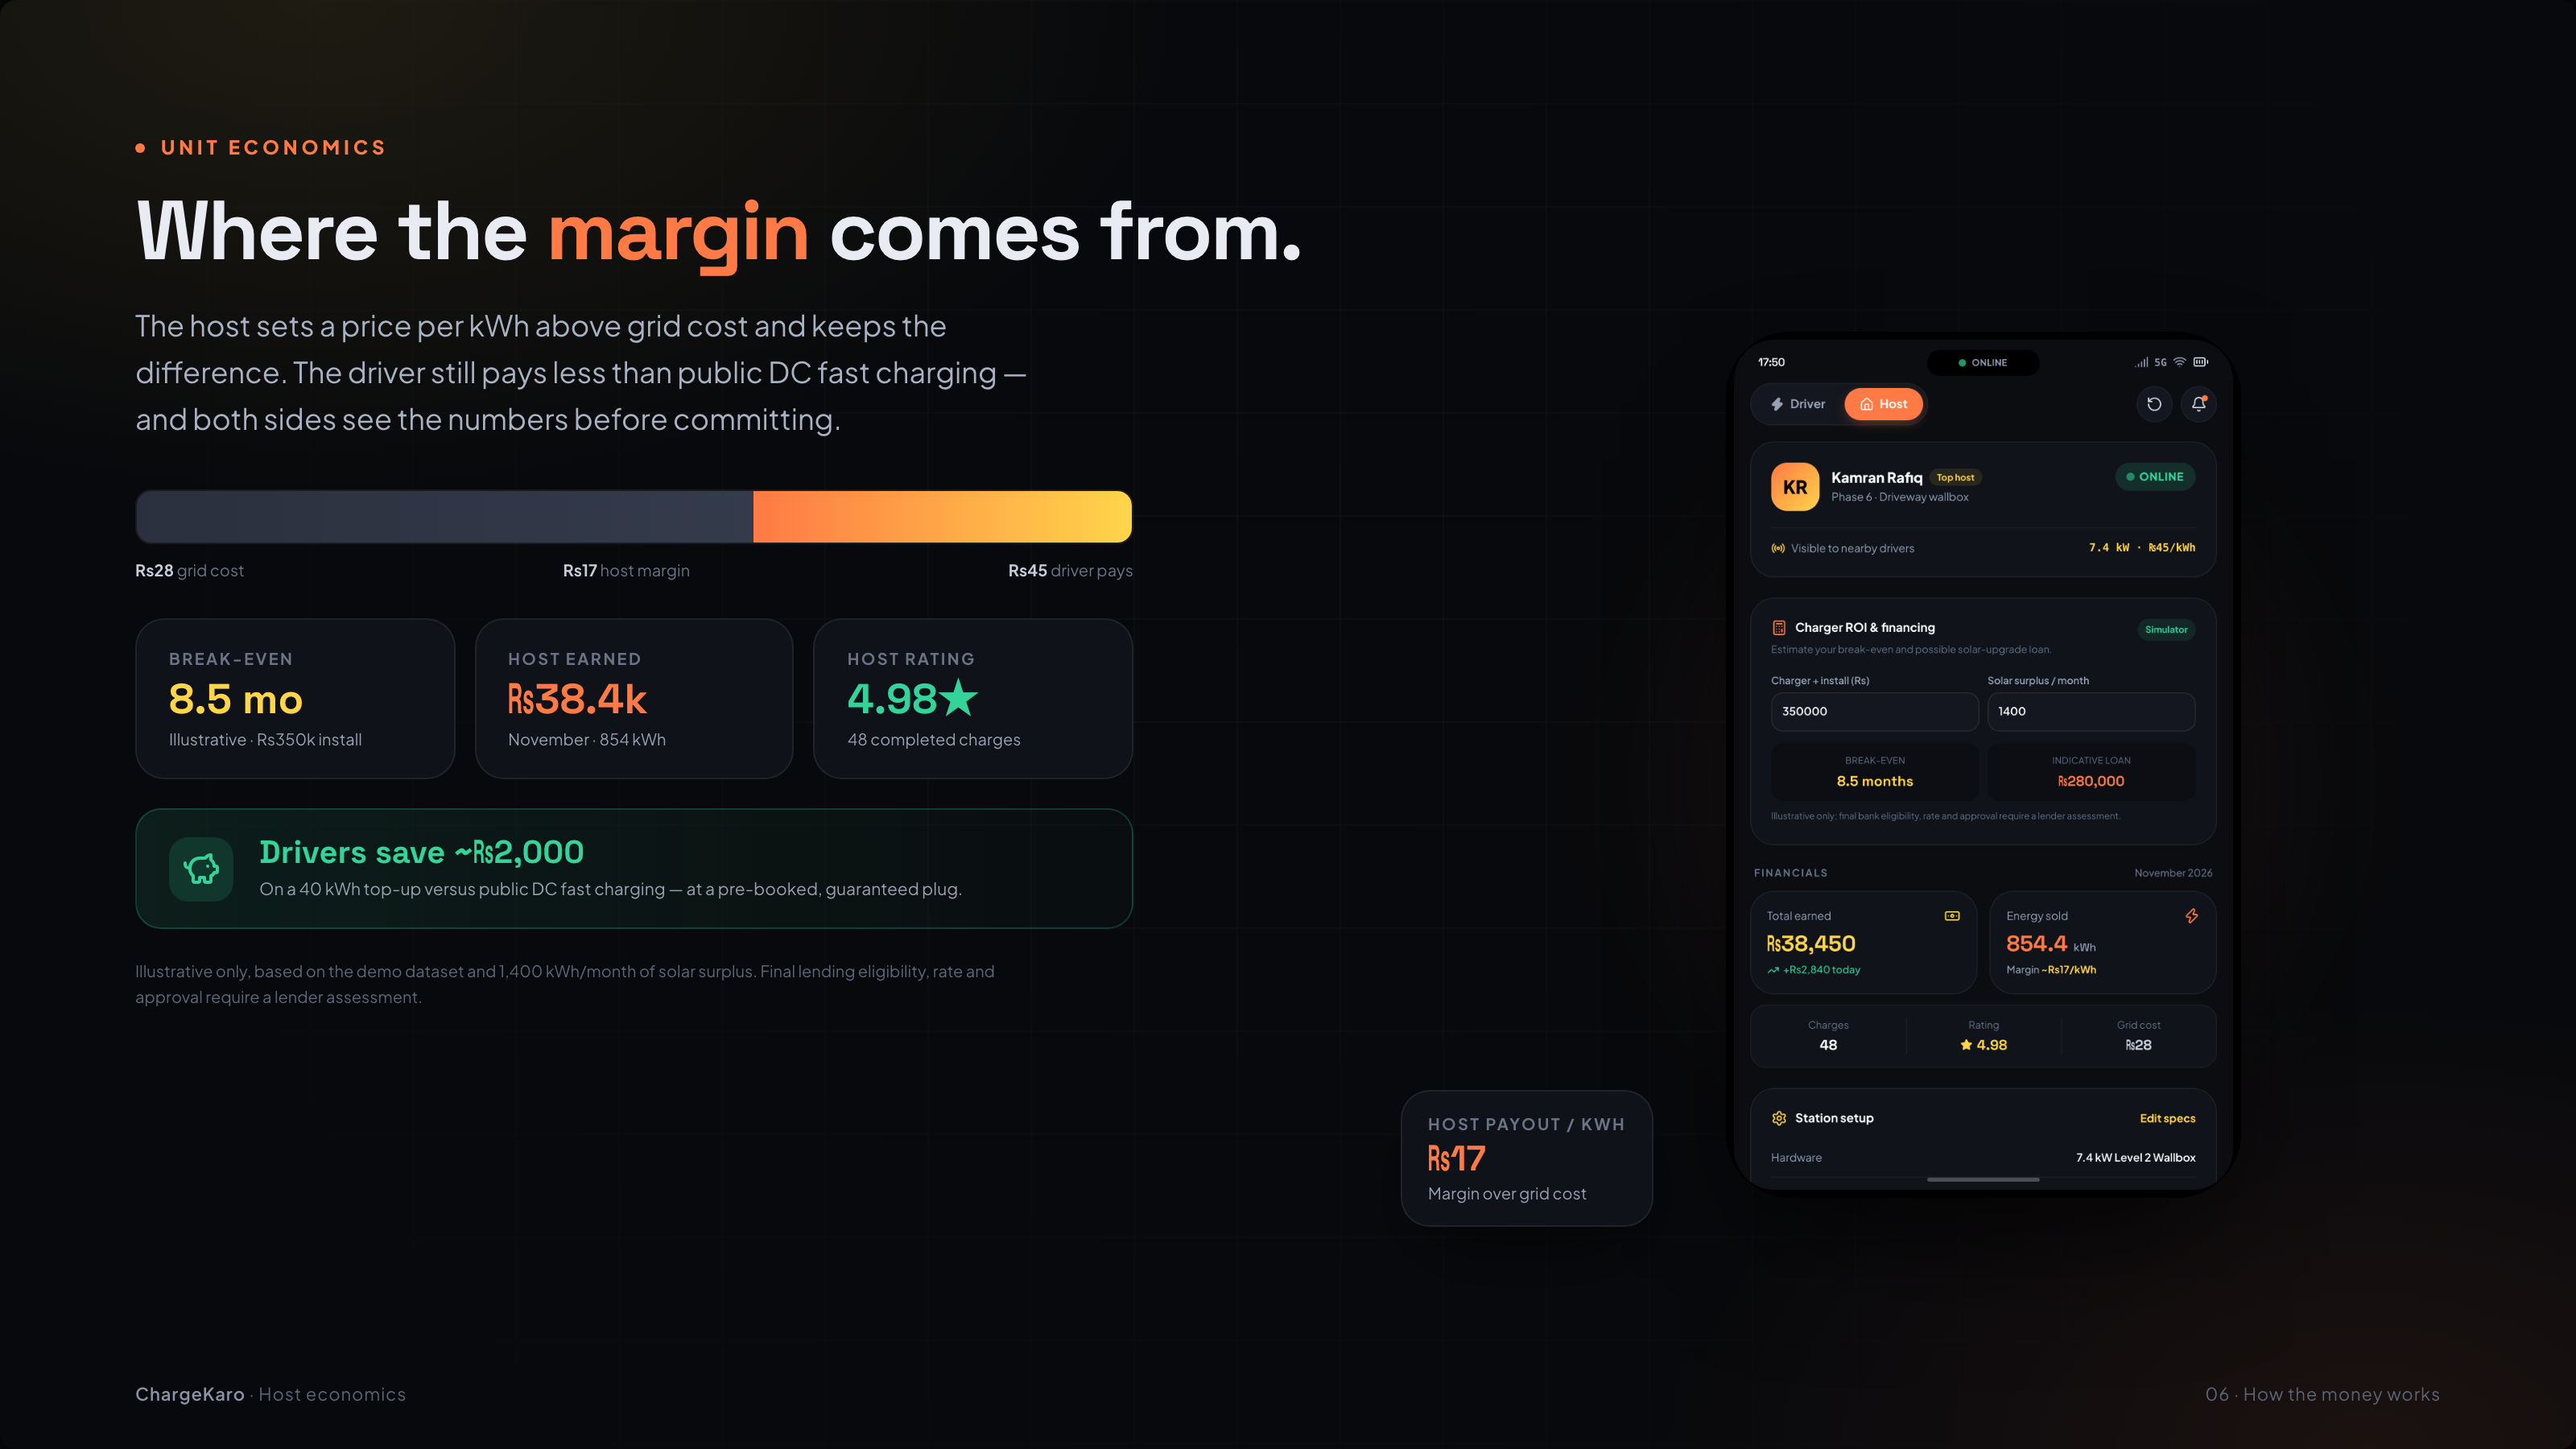 UNIT ECONOMICS
Where the margin comes from.
The host sets a price per kWh above grid cost and keeps the
difference. The driver still pays less than public DC fast charging —
and both sides see the numbers before committing.
Rs28 grid cost
Rs17 host margin
Rs45 driver pays
BREAK-EVEN
8.5 mo
Illustrative · Rs350k install
HOST EARNED
₨38.4k
November · 854 kWh
HOST RATING
4.98★
48 completed charges
Drivers save ~₨2,000
On a 40 kWh top-up versus public DC fast charging — at a pre-booked, guaranteed plug.
Illustrative only, based on the demo dataset and 1,400 kWh/month of solar surplus. Final lending eligibility, rate and
approval require a lender assessment.
HOST PAYOUT / KWH
₨17
Margin over grid cost
17:50
ONLINE
5G
Driver
Host
KR
Kamran Rafiq
Top host
ONLINE
Phase 6 · Driveway wallbox
Visible to nearby drivers
7.4 kW · ₨45/kWh
Charger ROI & financing
Simulator
Estimate your break-even and possible solar-upgrade loan.
Charger + install (Rs)
Solar surplus / month
350000
1400
BREAK-EVEN
8.5 months
INDICATIVE LOAN
₨280,000
Illustrative only; final bank eligibility, rate and approval require a lender assessment.
FINANCIALS
November 2026
Total earned
₨38,450
+Rs2,840 today
Energy sold
854.4 kWh
Margin ~Rs17/kWh
Charges
48
Rating
★ 4.98
Grid cost
₨28
Station setup
Edit specs
Hardware
7.4 kW Level 2 Wallbox
ChargeKaro · Host economics
06 · How the money works